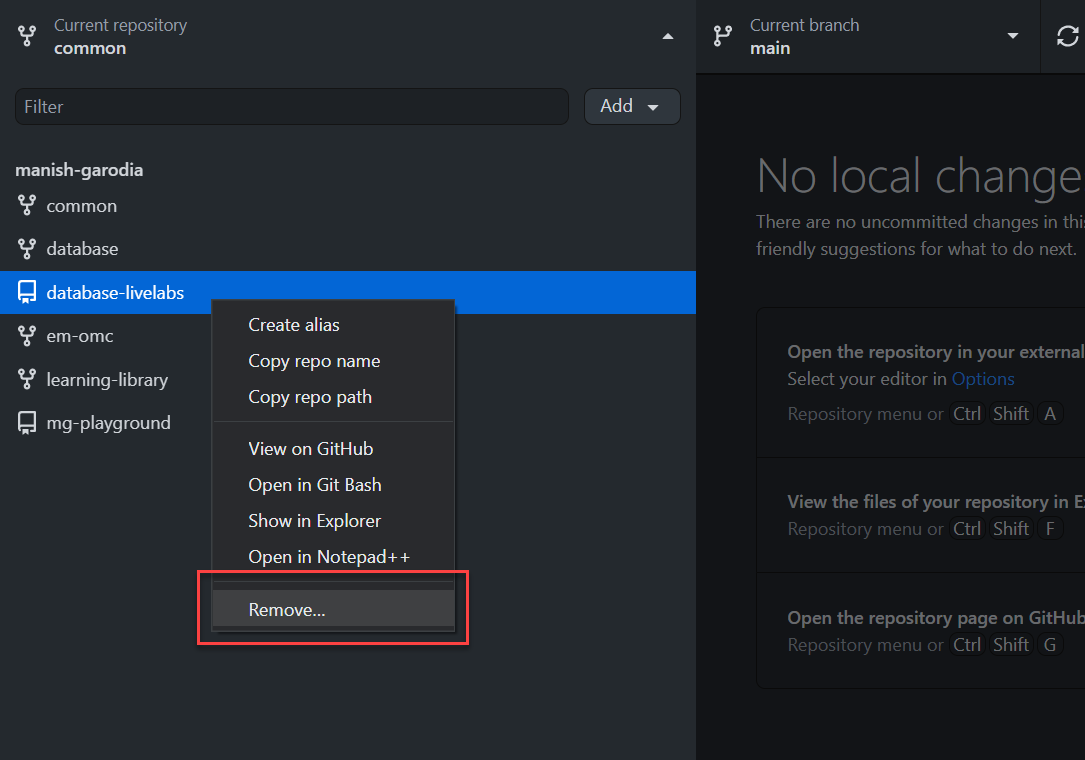 Current repository
common
Current branch
main
Filter
Add
manish-garodia
common
database
database-livelabs
em-omc
learning-library
mg-playground
Create alias
Copy repo name
Copy repo path
View on GitHub
Open in Git Bash
Show in Explorer
Open in Notepad++
Remove...
No local change
There are no uncommitted changes in this
friendly suggestions for what to do next.
Open the repository in your external
Select your editor in Options
Repository menu or Ctrl Shift A
View the files of your repository in E
Repository menu or Ctrl Shift F
Open the repository page on GitHub
Repository menu or Ctrl Shift G